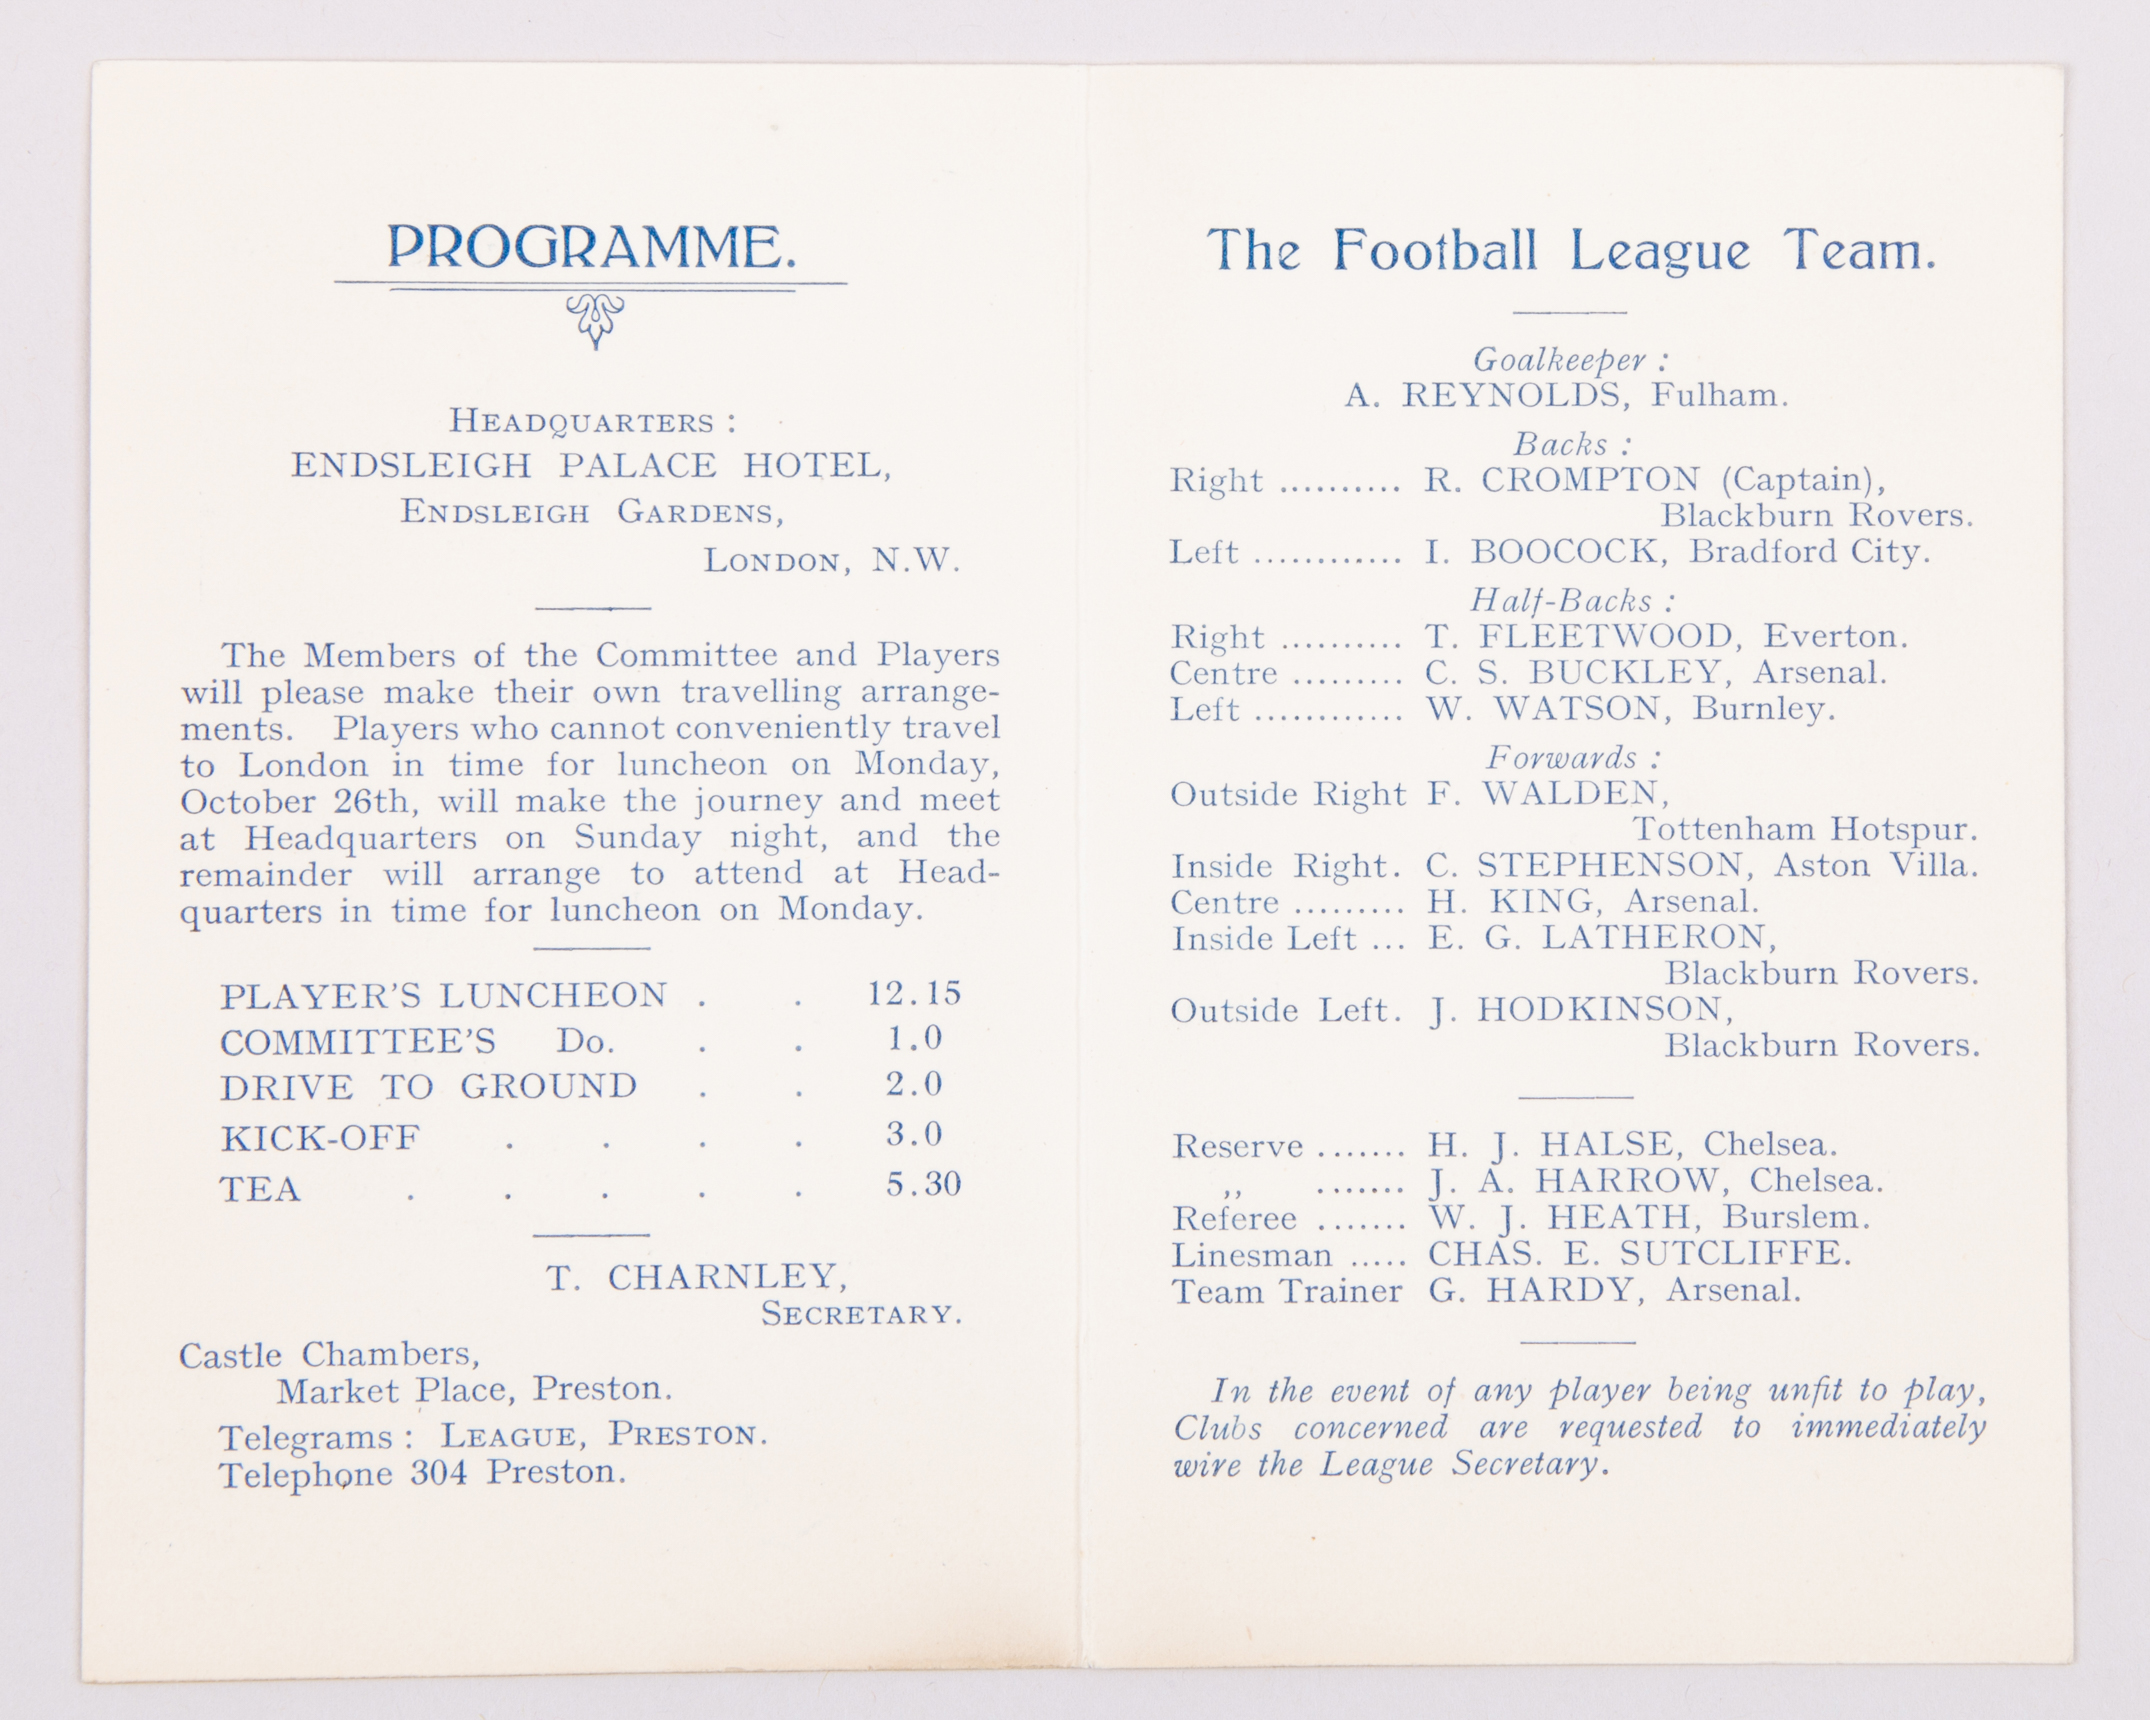 PROGRAMME.
HEADQUARTERS :
ENDSLEIGH PALACE HOTEL,
ENDSLEIGH GARDENS,
LONDON, N.W.
The Members of the Committee and Players
will please make their own travelling arrange-
ments. Players who cannot conveniently travel
to London in time for luncheon on Monday,
October 26th, will make the journey and meet
at Headquarters on Sunday night, and the
remainder will arrange to attend at Head-
quarters in time for luncheon on Monday.
PLAYER'S LUNCHEON . . 12.15
COMMITTEE'S Do. . . 1.0
DRIVE TO GROUND . . 2.0
KICK-OFF . . . . 3.0
TEA . . . . . 5.30
T. CHARNLEY,
SECRETARY.
Castle Chambers,
Market Place, Preston.
Telegrams : LEAGUE, PRESTON.
Telephone 304 Preston.
The Football League Team.
Goalkeeper :
A. REYNOLDS, Fulham.
Backs :
Right .......... R. CROMPTON (Captain),
Blackburn Rovers.
Left ............ I. BOOCOCK, Bradford City.
Half-Backs :
Right .......... T. FLEETWOOD, Everton.
Centre ......... C. S. BUCKLEY, Arsenal.
Left ............ W. WATSON, Burnley.
Forwards :
Outside Right F. WALDEN,
Tottenham Hotspur.
Inside Right. C. STEPHENSON, Aston Villa.
Centre ......... H. KING, Arsenal.
Inside Left ... E. G. LATHERON,
Blackburn Rovers.
Outside Left. J. HODKINSON,
Blackburn Rovers.
Reserve ....... H. J. HALSE, Chelsea.
,, ....... J. A. HARROW, Chelsea.
Referee ....... W. J. HEATH, Burslem.
Linesman ..... CHAS. E. SUTCLIFFE.
Team Trainer G. HARDY, Arsenal.
In the event of any player being unfit to play,
Clubs concerned are requested to immediately
wire the League Secretary.